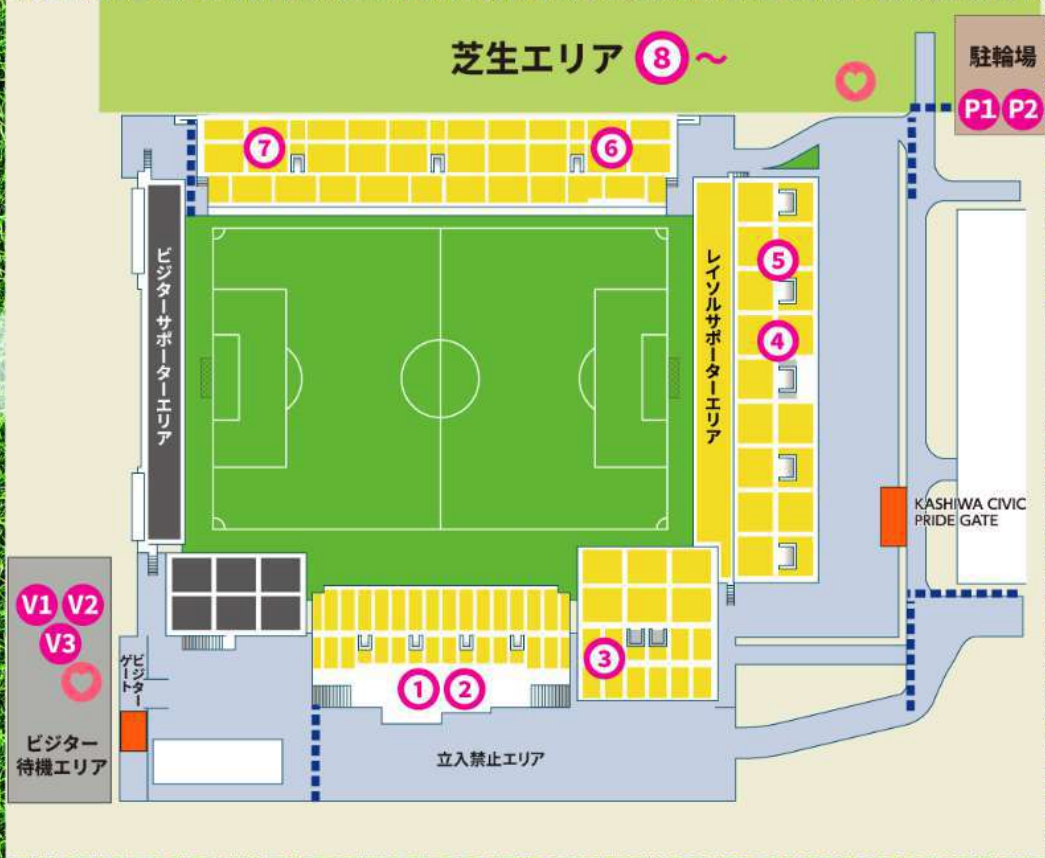 芝生エリア 8 ～
駐輪場
P1 P2
7
6
ビジターサポーターエリア
レイソルサポーターエリア
5
4
KASHIWA CIVIC
PRIDE GATE
V1 V2
V3
ビジター
ゲート
3
1 2
ビジター
待機エリア
立入禁止エリア